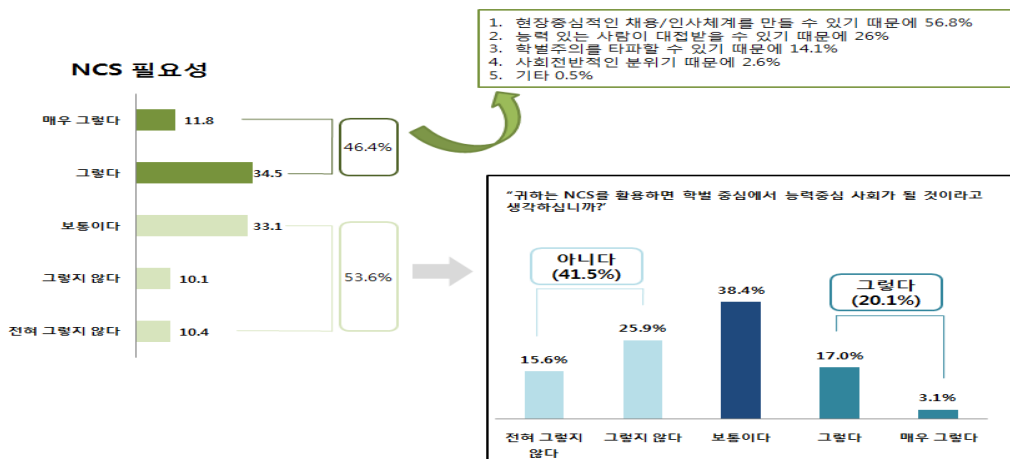 1. 현장중심적인 채용/인사체계를 만들 수 있기 때문에 56.8%
2. 능력 있는 사람이 대접받을 수 있기 때문에 26%
3. 학벌주의를 타파할 수 있기 때문에 14.1%
4. 사회전반적인 분위기 때문에 2.6%
5. 기타 0.5%
NCS 필요성
매우 그렇다 11.8
그렇다 34.5
46.4%
보통이다 33.1
그렇지 않다 10.1
전혀 그렇지 않다 10.4
53.6%
“귀하는 NCS를 활용하면 학벌 중심에서 능력중심 사회가 될 것이라고
생각하십니까?’
아니다
(41.5%)
그렇다
(20.1%)
15.6%
25.9%
38.4%
17.0%
3.1%
전혀 그렇지
않다
그렇지 않다
보통이다
그렇다
매우 그렇다